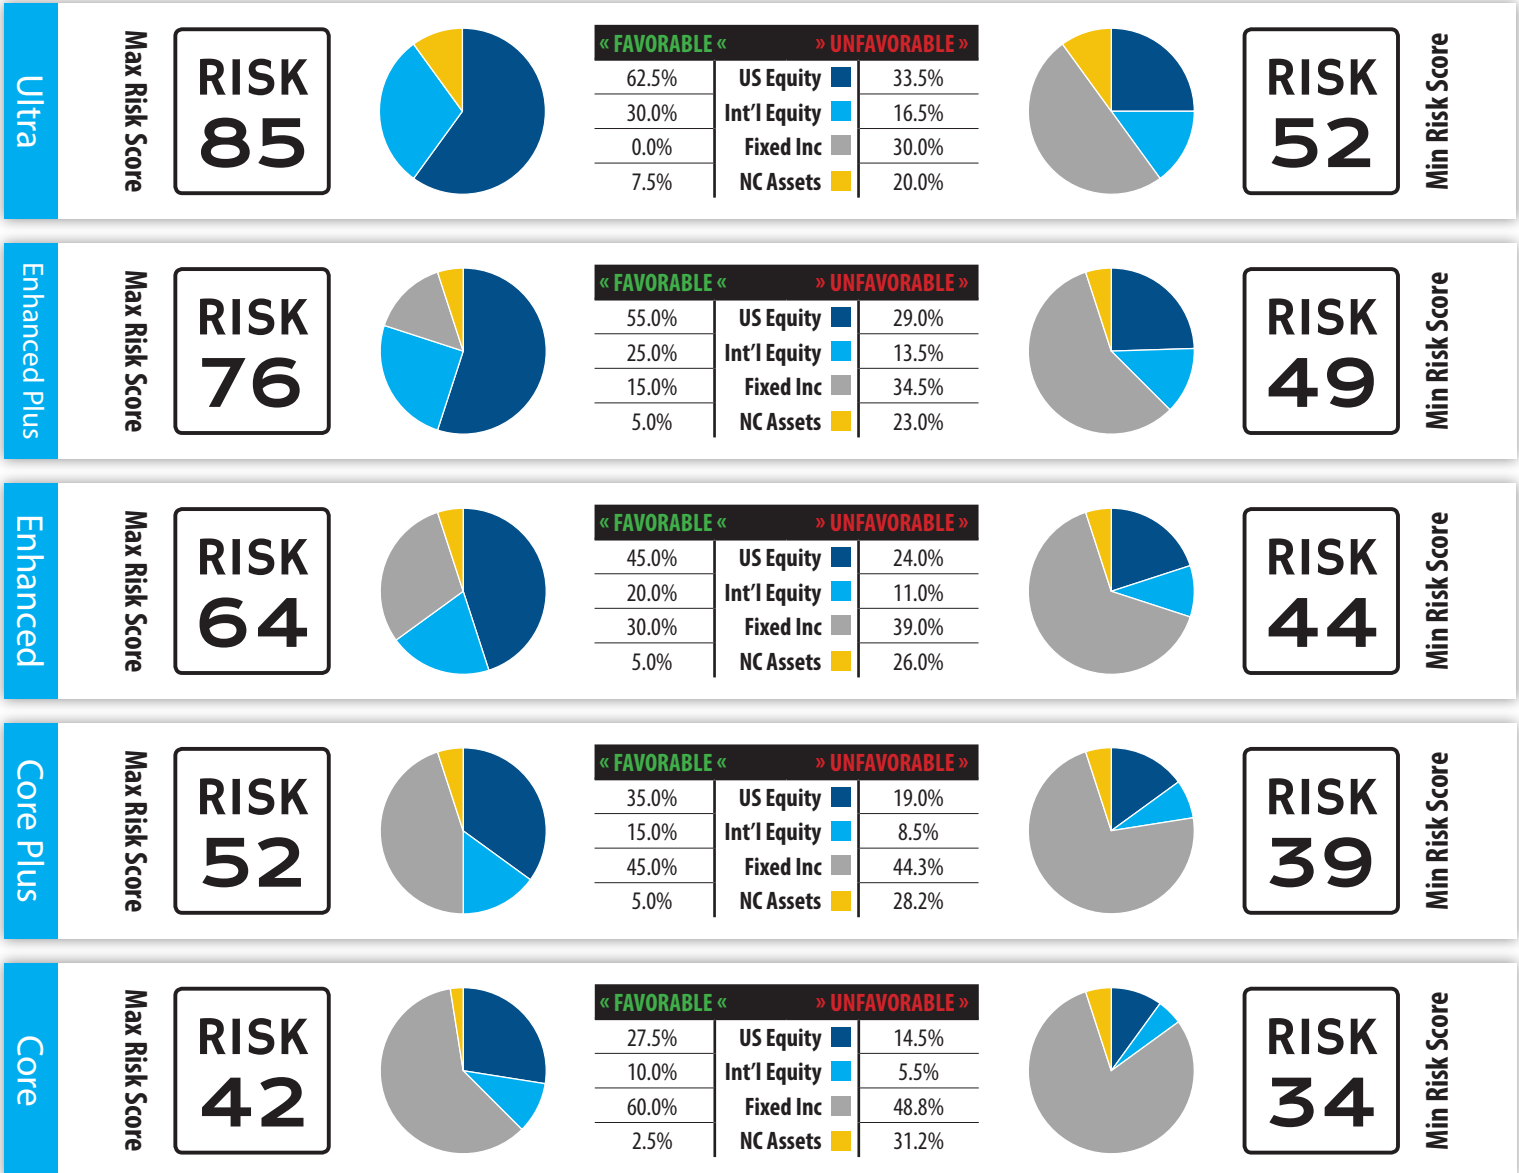 Ultra
Max Risk Score
RISK
85
« FAVORABLE « » UNFAVORABLE »
62.5% US Equity 33.5%
30.0% Int'l Equity 16.5%
0.0% Fixed Inc 30.0%
7.5% NC Assets 20.0%
RISK
52
Min Risk Score
Enhanced Plus
Max Risk Score
RISK
76
« FAVORABLE « » UNFAVORABLE »
55.0% US Equity 29.0%
25.0% Int'l Equity 13.5%
15.0% Fixed Inc 34.5%
5.0% NC Assets 23.0%
RISK
49
Min Risk Score
Enhanced
Max Risk Score
RISK
64
« FAVORABLE « » UNFAVORABLE »
45.0% US Equity 24.0%
20.0% Int'l Equity 11.0%
30.0% Fixed Inc 39.0%
5.0% NC Assets 26.0%
RISK
44
Min Risk Score
Core Plus
Max Risk Score
RISK
52
« FAVORABLE « » UNFAVORABLE »
35.0% US Equity 19.0%
15.0% Int'l Equity 8.5%
45.0% Fixed Inc 44.3%
5.0% NC Assets 28.2%
RISK
39
Min Risk Score
Core
Max Risk Score
RISK
42
« FAVORABLE « » UNFAVORABLE »
27.5% US Equity 14.5%
10.0% Int'l Equity 5.5%
60.0% Fixed Inc 48.8%
2.5% NC Assets 31.2%
RISK
34
Min Risk Score